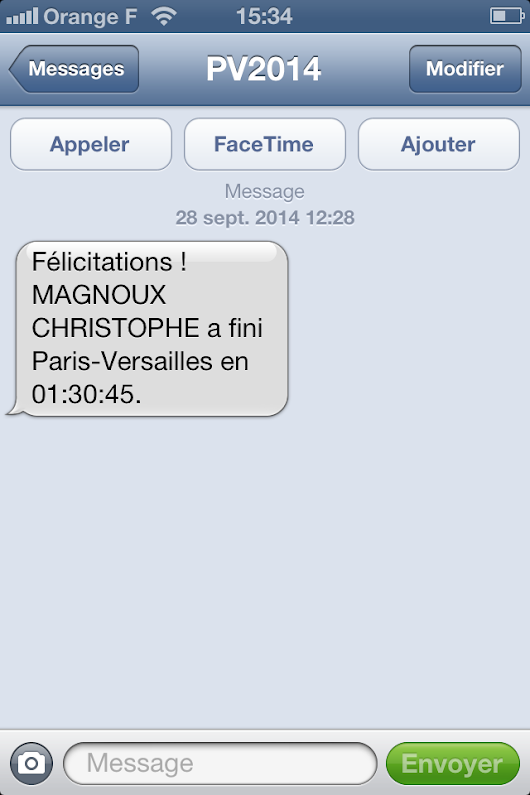 Orange F 15:34
Messages PV2014 Modifier
Appeler FaceTime Ajouter
Message
28 sept. 2014 12:28
Félicitations !
MAGNOUX
CHRISTOPHE a fini
Paris-Versailles en
01:30:45.
Message Envoyer